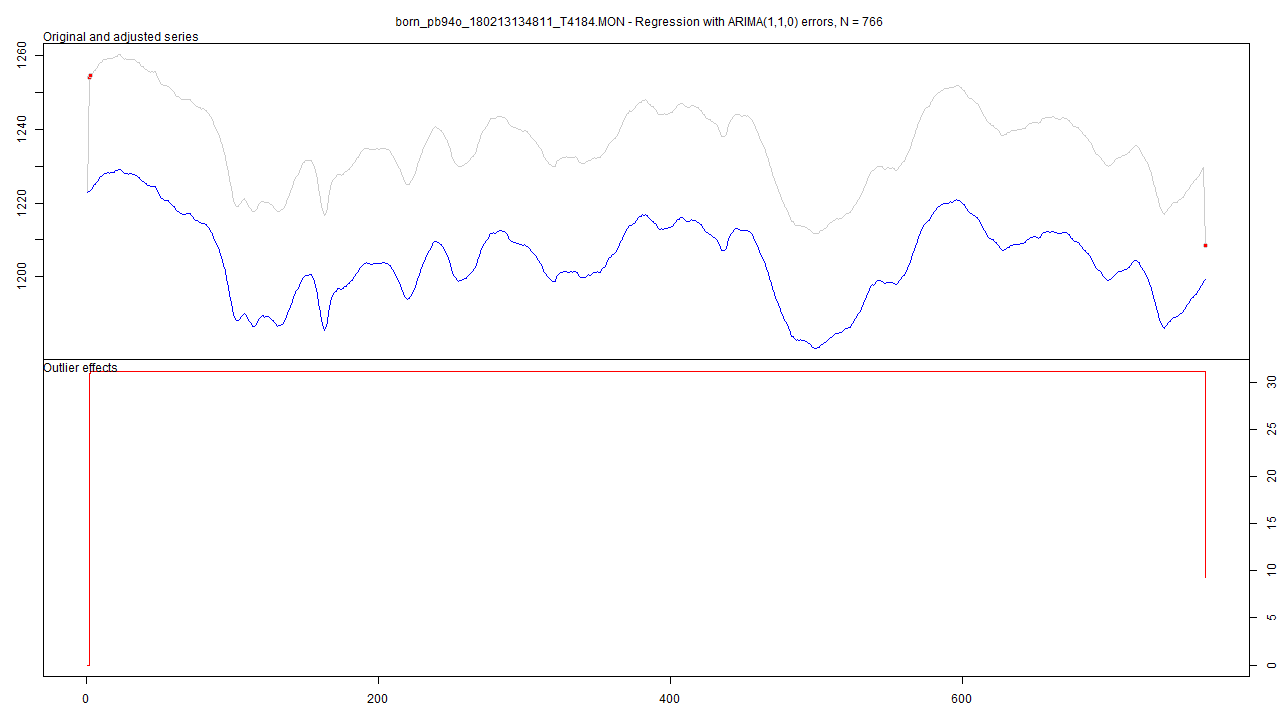 born_pb94o_180213134811_T4184.MON - Regression with ARIMA(1,1,0) errors, N = 766
Original and adjusted series
1260
1240
1220
1200
Outlier effects
30
25
20
15
10
5
0
0 200 400 600